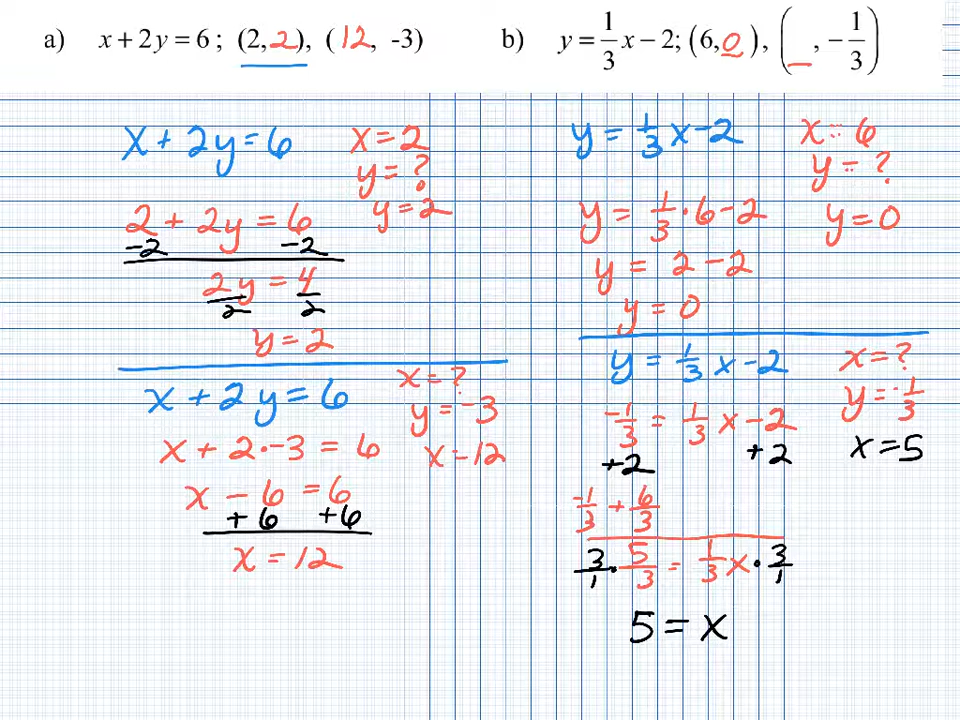 a) x + 2y = 6 ; (2, 2), (12, -3)
x + 2y = 6
x = 2
y = ?
y = 2
2 + 2y = 6
-2 -2
2y = 4
2 2
y = 2
x + 2y = 6
x = ?
y = -3
x = 12
x + 2 · -3 = 6
x - 6 = 6
+ 6 + 6
x = 12
b) y = 1/3 x - 2; (6, 0), ( _ , - 1/3)
y = 1/3 x - 2
x = 6
y = ?
y = 0
y = 1/3 · 6 - 2
y = 2 - 2
y = 0
y = 1/3 x - 2
x = ?
y = -1/3
x = 5
-1/3 = 1/3 x - 2
+2 +2
-1/3 + 6/3
3/1 · 5/3 = 1/3 x · 3/1
5 = x